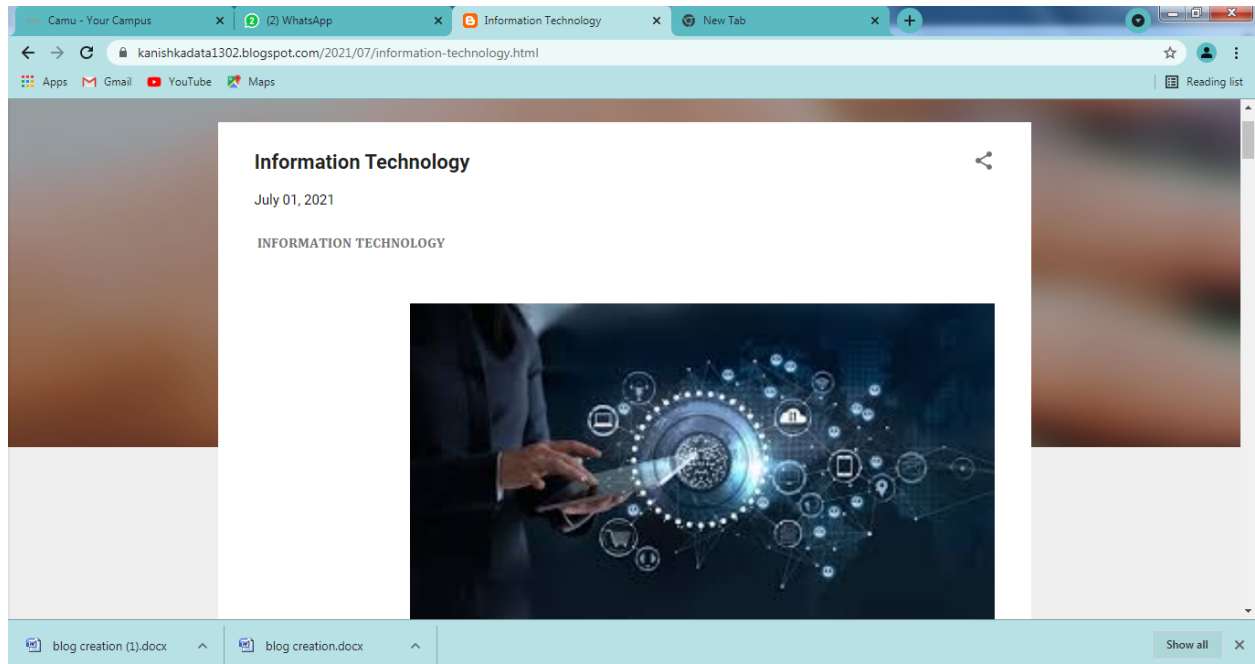 Camu - Your Campus
(2) WhatsApp
Information Technology
New Tab
kanishkadata1302.blogspot.com/2021/07/information-technology.html
Apps
Gmail
YouTube
Maps
Reading list
Information Technology
July 01, 2021
INFORMATION TECHNOLOGY
blog creation (1).docx
blog creation.docx
Show all